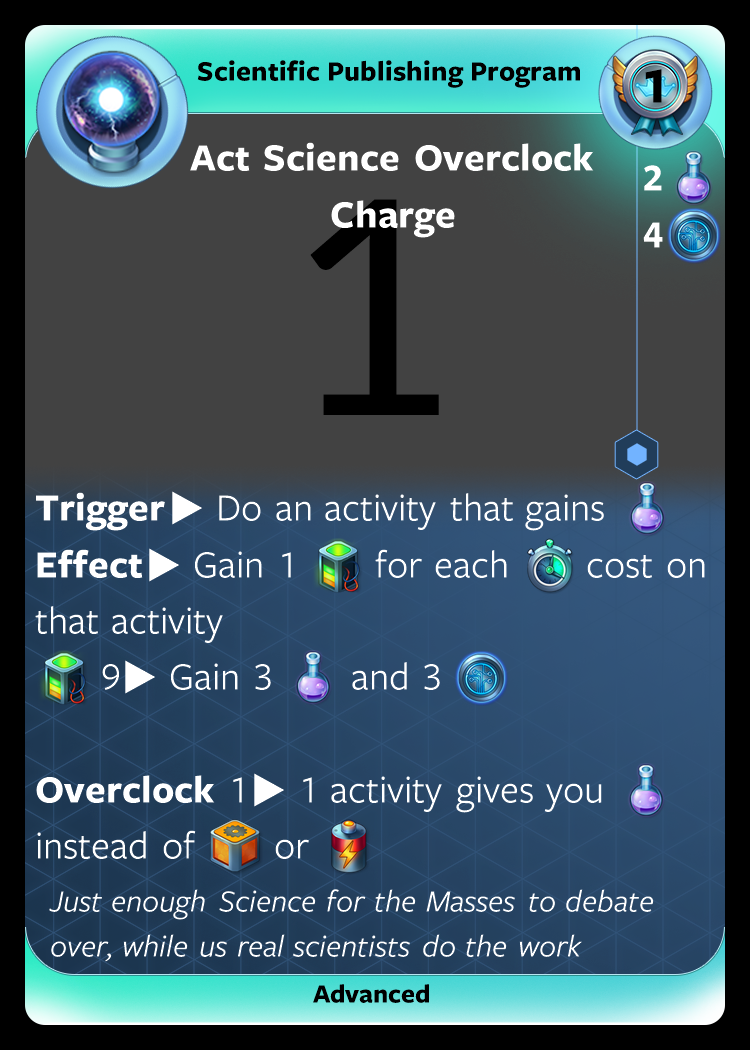 Scientific Publishing Program
1
Act Science Overclock
Charge
2
4
1
Trigger▶ Do an activity that gains
Effect▶ Gain 1 for each cost on
that activity
9▶ Gain 3 and 3
Overclock 1▶ 1 activity gives you
instead of or
Just enough Science for the Masses to debate
over, while us real scientists do the work
Advanced